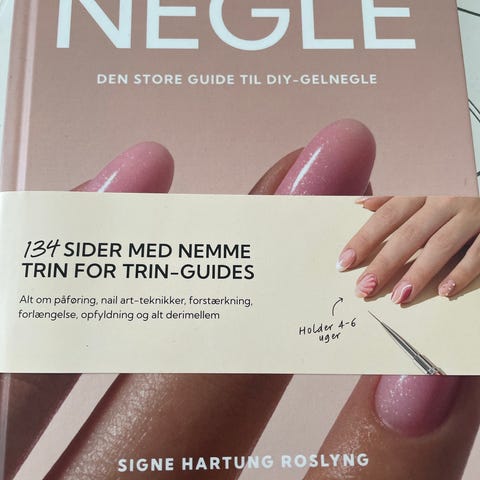 NEGLE
DEN STORE GUIDE TIL DIY-GELNEGLE
134 SIDER MED NEMME
TRIN FOR TRIN-GUIDES
Alt om påføring, nail art-teknikker, forstærkning,
forlængelse, opfyldning og alt derimellem
Holder 4-6
uger
SIGNE HARTUNG ROSLYNG